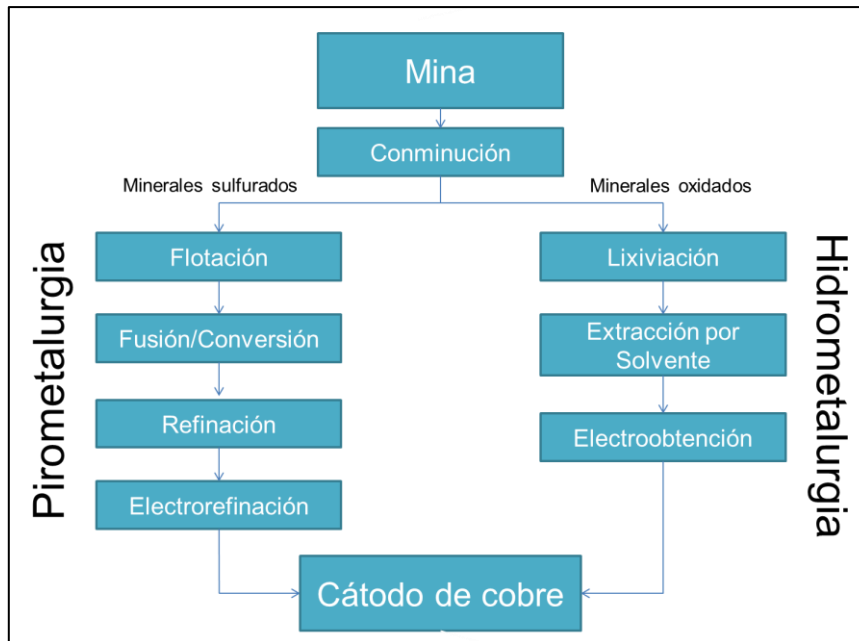 Mina
Conminución
Minerales sulfurados
Minerales oxidados
Pirometalurgia
Flotación
Fusión/Conversión
Refinación
Electrorefinación
Lixiviación
Extracción por
Solvente
Electroobtención
Hidrometalurgia
Cátodo de cobre